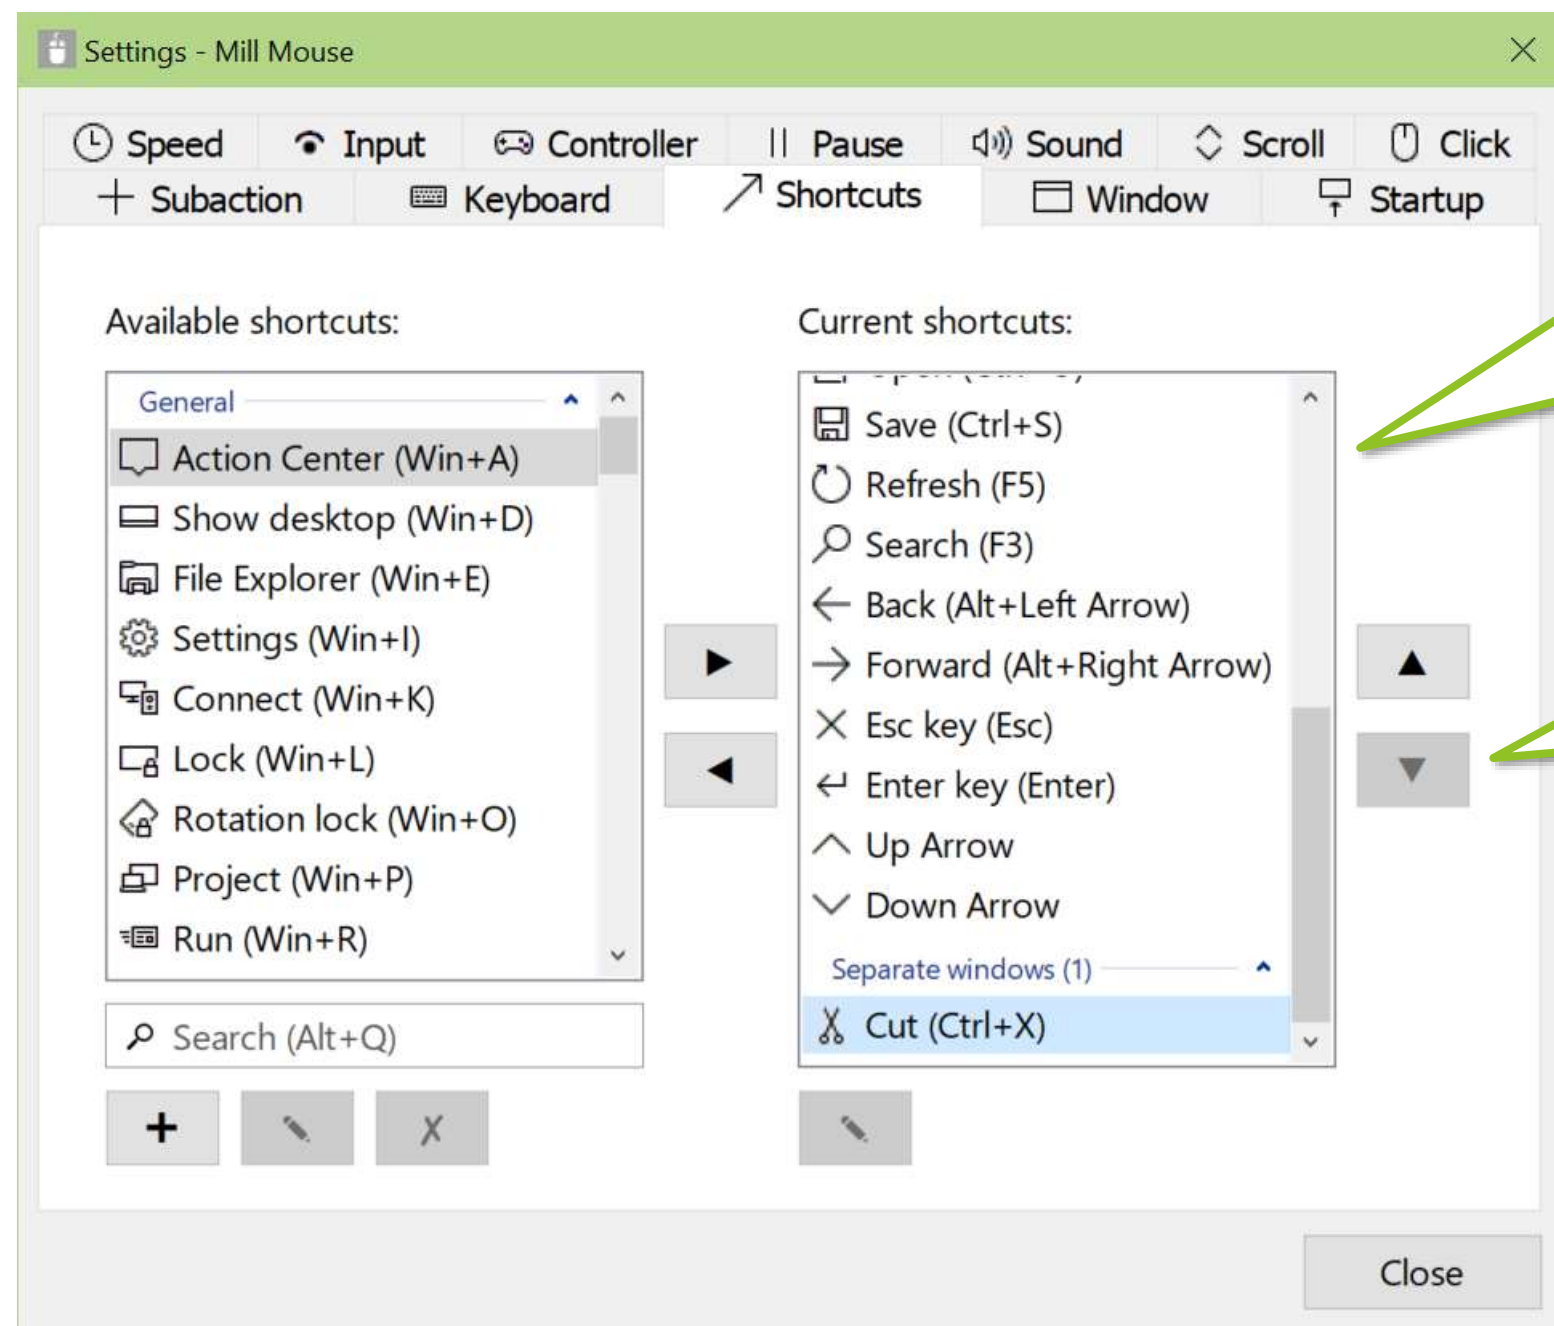 Settings - Mill Mouse
Speed
Input
Controller
Pause
Sound
Scroll
Click
Subaction
Keyboard
Shortcuts
Window
Startup
Available shortcuts:
General
Action Center (Win+A)
Show desktop (Win+D)
File Explorer (Win+E)
Settings (Win+I)
Connect (Win+K)
Lock (Win+L)
Rotation lock (Win+O)
Project (Win+P)
Run (Win+R)
Search (Alt+Q)
Current shortcuts:
Save (Ctrl+S)
Refresh (F5)
Search (F3)
Back (Alt+Left Arrow)
Forward (Alt+Right Arrow)
Esc key (Esc)
Enter key (Enter)
Up Arrow
Down Arrow
Separate windows (1)
Cut (Ctrl+X)
Close